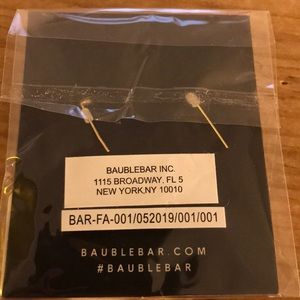 BAUBLEBAR INC.
1115 BROADWAY. FL 5
NEW YORK,NY 10010
BAR-FA-001/052019/001/001
BAUBLEBAR.COM
#BAUBLEBAR